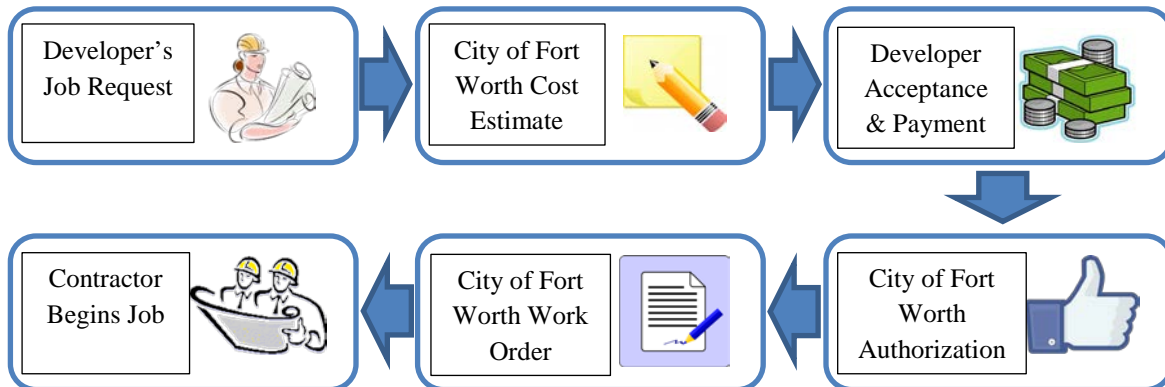 Developer’s
Job Request
City of Fort
Worth Cost
Estimate
Developer
Acceptance
& Payment
City of Fort
Worth
Authorization
City of Fort
Worth Work
Order
Contractor
Begins Job